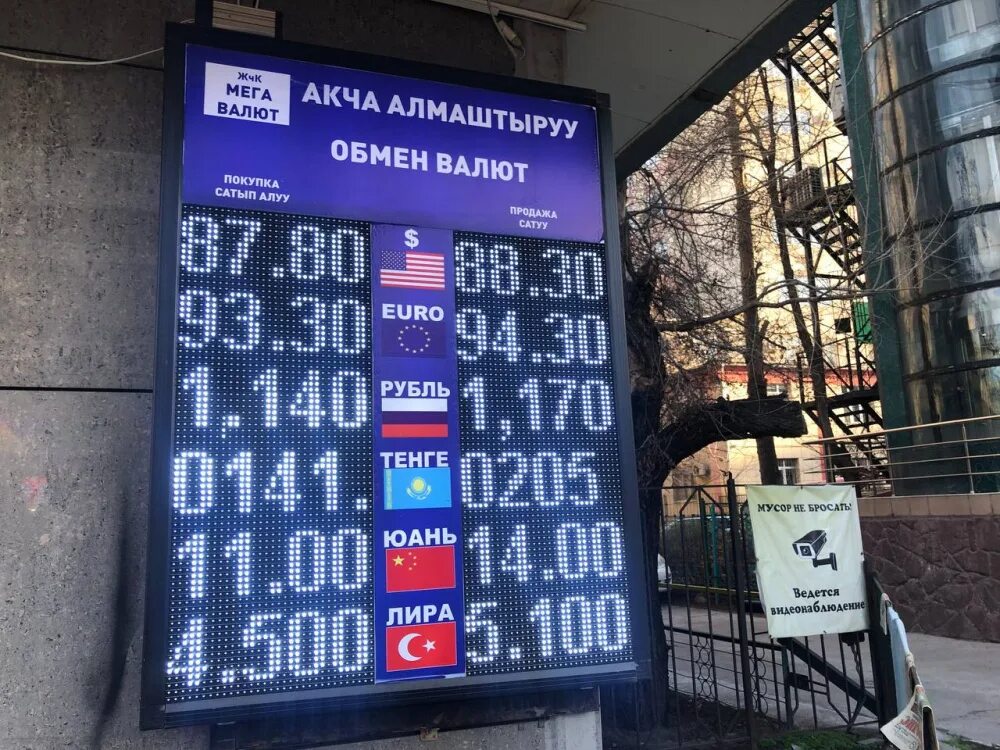 ЖчК
МЕГА
ВАЛЮТ
АКЧА АЛМАШТЫРУУ
ОБМЕН ВАЛЮТ
ПОКУПКА
САТЫП АЛУУ
ПРОДАЖА
САТУУ
87.80 $ 88.30
93.30 EURO 94.30
1,140 РУБЛЬ 1,170
0141. ТЕНГЕ 0205
11.00 ЮАНЬ 14.00
4.500 ЛИРА 5.100
МУСОР НЕ БРОСАТЬ!
Ведется
видеонаблюдение